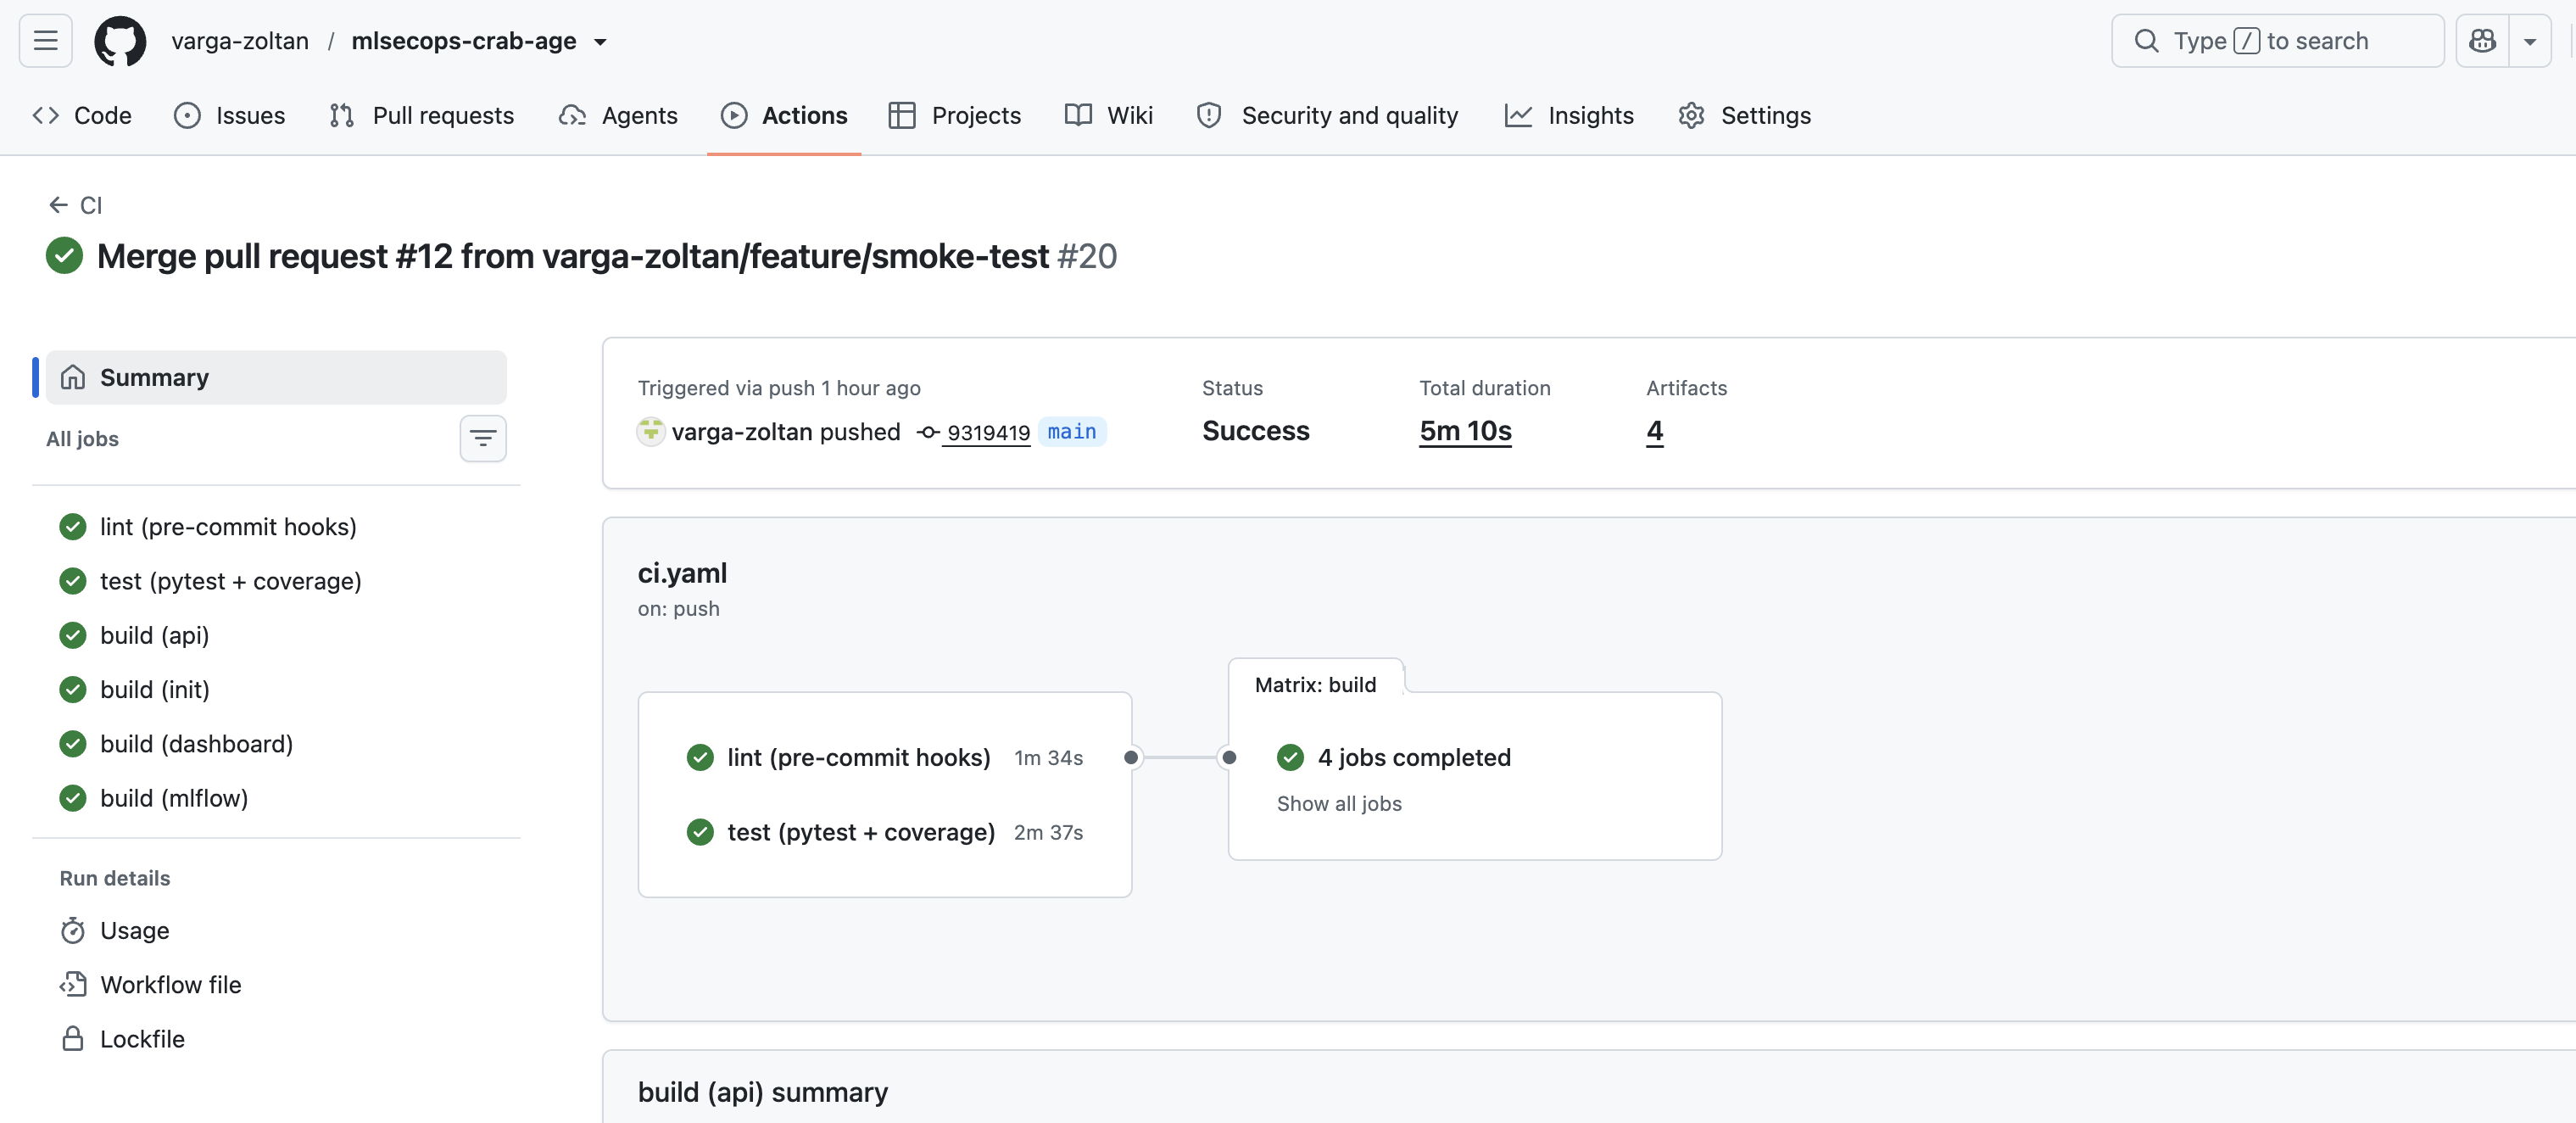 varga-zoltan / mlsecops-crab-age
Type / to search
Code Issues Pull requests Agents Actions Projects Wiki Security and quality Insights Settings
CI
Merge pull request #12 from varga-zoltan/feature/smoke-test #20
Summary
All jobs
lint (pre-commit hooks)
test (pytest + coverage)
build (api)
build (init)
build (dashboard)
build (mlflow)
Run details
Usage
Workflow file
Lockfile
Triggered via push 1 hour ago
varga-zoltan pushed 9319419 main
Status
Success
Total duration
5m 10s
Artifacts
4
ci.yaml
on: push
lint (pre-commit hooks) 1m 34s
test (pytest + coverage) 2m 37s
Matrix: build
4 jobs completed
Show all jobs
build (api) summary